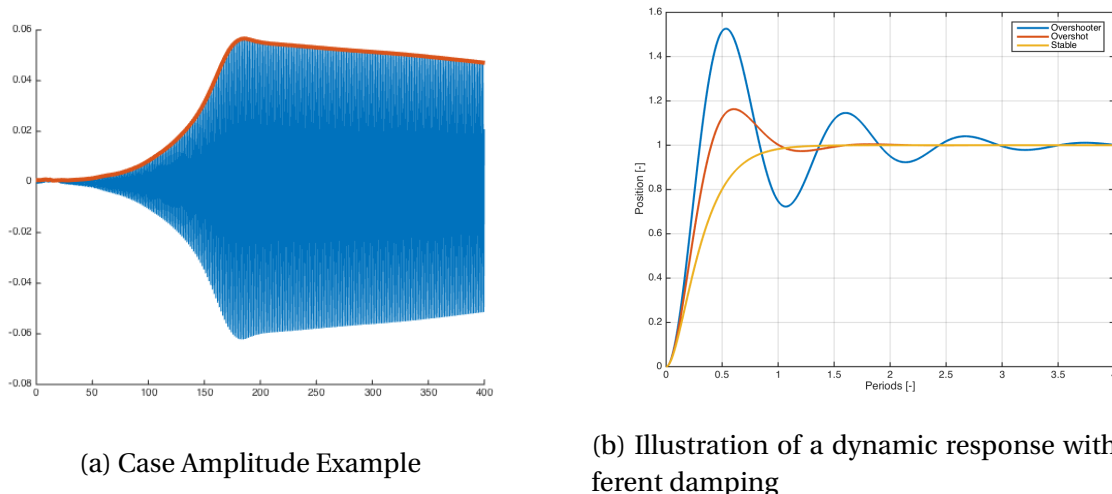 0.06
0.04
0.02
0
-0.02
-0.04
-0.06
-0.08
0 50 100 150 200 250 300 350 400
(a) Case Amplitude Example
1.6
1.4
1.2
1
0.8
0.6
0.4
0.2
0
Position [-]
Overshooter
Overshot
Stable
0 0.5 1 1.5 2 2.5 3 3.5 4
Periods [-]
(b) Illustration of a dynamic response with
ferent damping